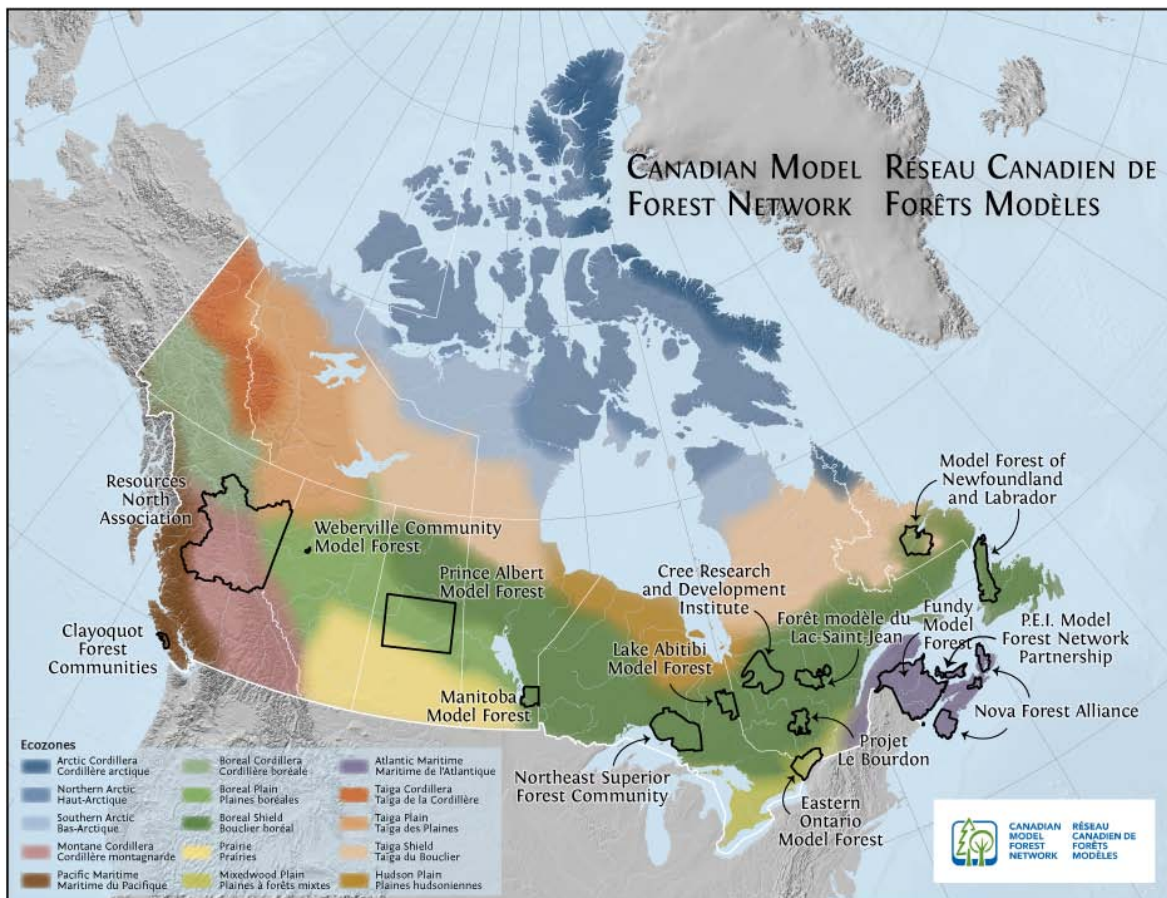 CANADIAN MODEL
FOREST NETWORK
RÉSEAU CANADIEN DE
FORÊTS MODÈLES
Resources
North
Association
Weberville Community
Model Forest
Prince Albert
Model Forest
Clayoquot
Forest
Communities
Manitoba
Model Forest
Northeast Superior
Forest Community
Lake Abitibi
Model Forest
Cree Research
and Development
Institute
Forêt modèle du
Lac-Saint-Jean
Model Forest of
Newfoundland
and Labrador
Fundy
Model
Forest
P.E.I. Model
Forest Network
Partnership
Nova Forest Alliance
Projet
Le Bourdon
Eastern
Ontario
Model Forest
Ecozones
Arctic Cordillera
Cordillère arctique
Northern Arctic
Haut-Arctique
Southern Arctic
Bas-Arctique
Montane Cordillera
Cordillère montagnarde
Pacific Maritime
Maritime du Pacifique
Boreal Cordillera
Cordillère boréale
Boreal Plain
Plaines boréales
Boreal Shield
Bouclier boréal
Prairie
Prairies
Mixedwood Plain
Plaines à forêts mixtes
Atlantic Maritime
Maritime de l'Atlantique
Taiga Cordillera
Taïga de la Cordillère
Taiga Plain
Taïga des Plaines
Taiga Shield
Taïga du Bouclier
Hudson Plain
Plaines hudsoniennes
CANADIAN
MODEL
FOREST
NETWORK
RÉSEAU
CANADIEN DE
FORÊTS
MODÈLES